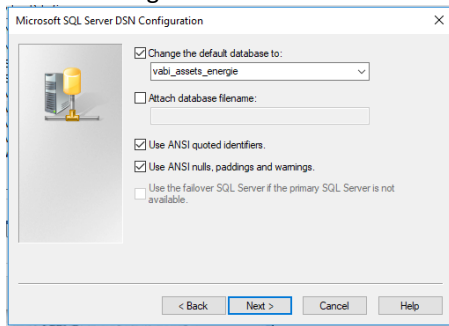 Microsoft SQL Server DSN Configuration
Change the default database to:
vabi_assets_energie
Attach database filename:
Use ANSI quoted identifiers.
Use ANSI nulls, paddings and warnings.
Use the failover SQL Server if the primary SQL Server is not
available.
< Back Next > Cancel Help